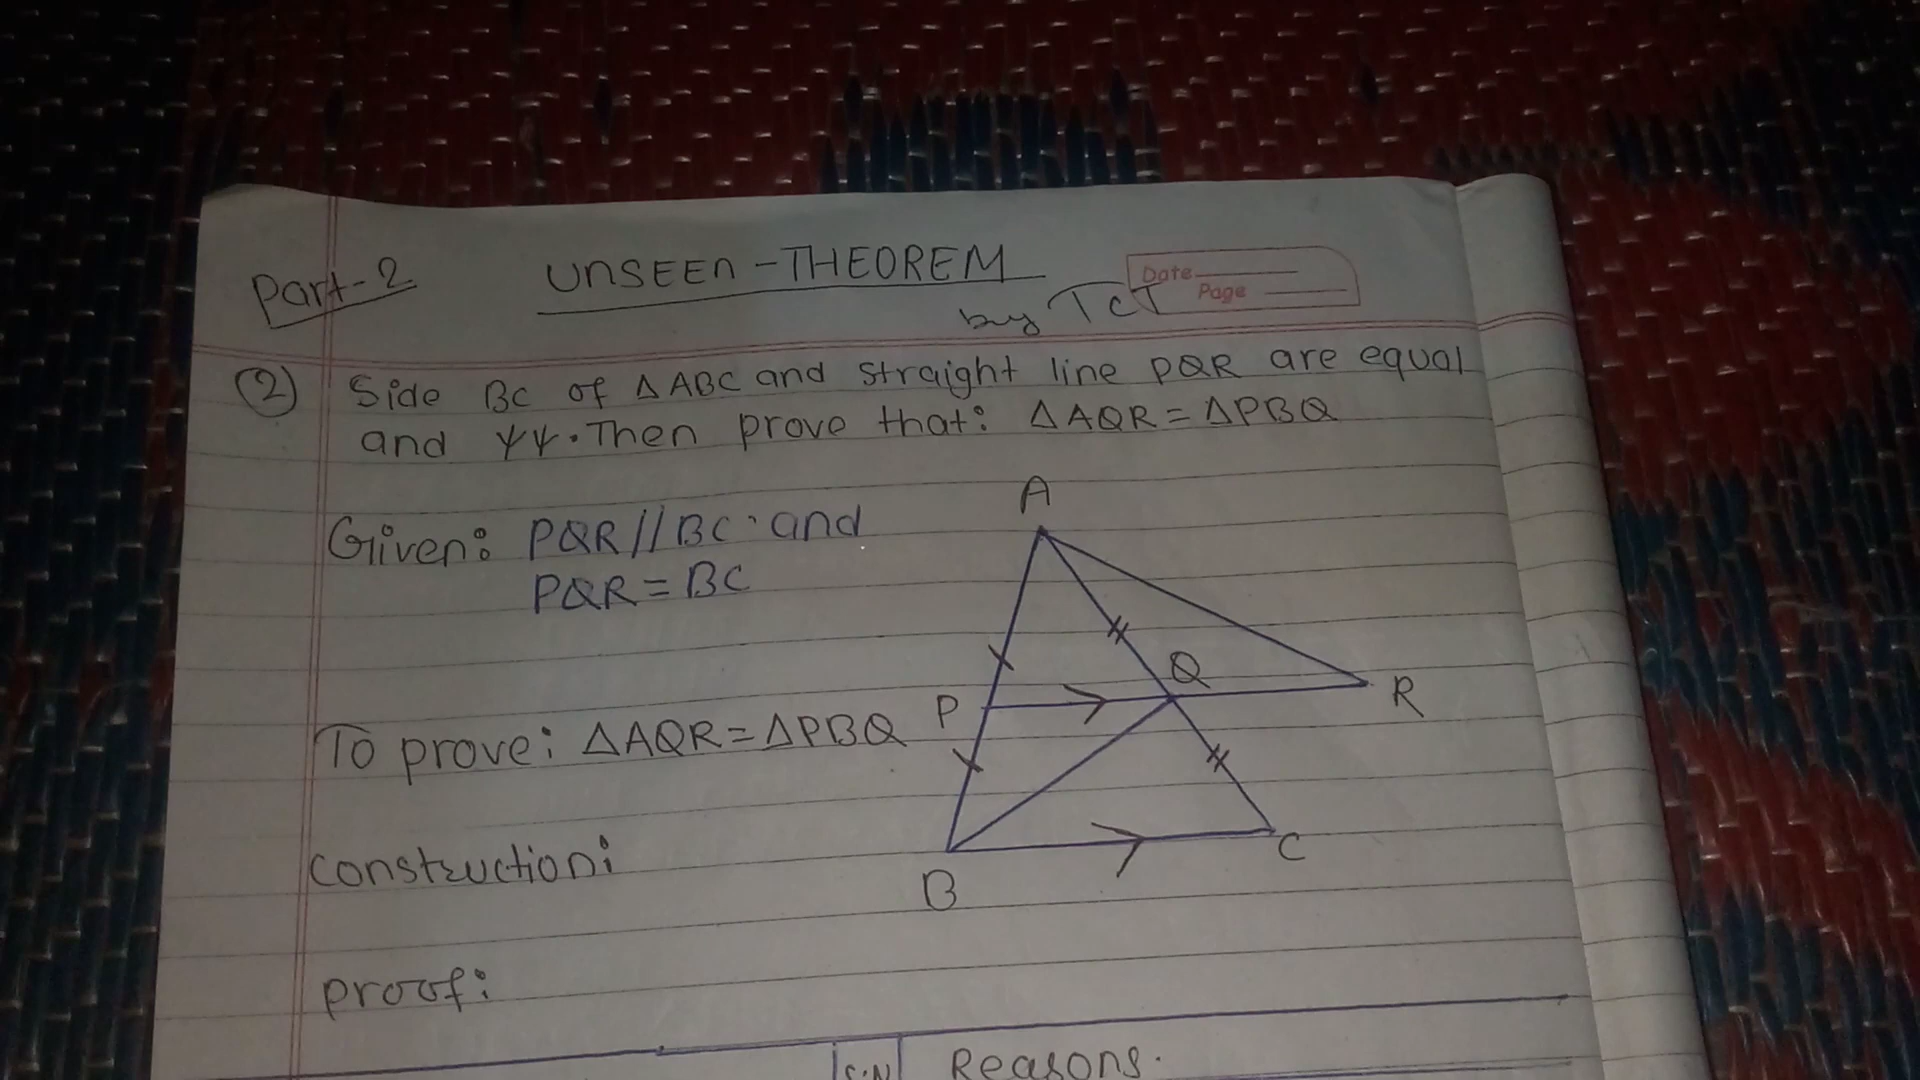 Part-2
UNSEEN-THEOREM
by TCT
Date
Page
② Side BC of ΔABC and straight line PQR are equal
and ∥. Then prove that: ΔAQR = ΔPBQ
Given: PQR//BC and
PQR = BC
To prove: ΔAQR = ΔPBQ
Construction:
proof:
S.N Reasons.
A
Q
P
R
B
C